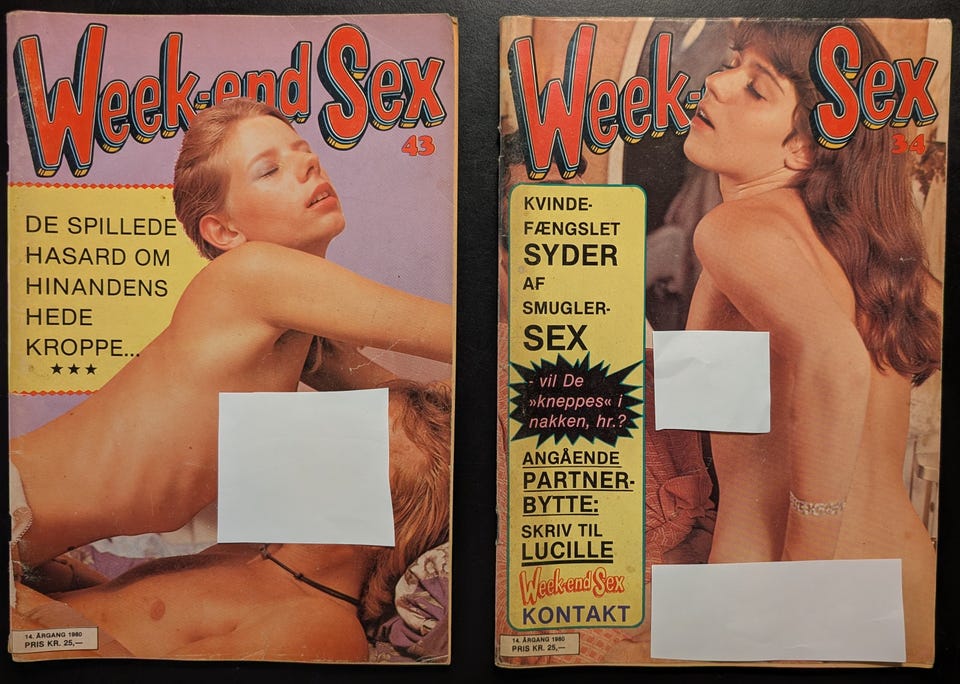 Week-end Sex
43
DE SPILLEDE
HASARD OM
HINANDENS
HEDE
KROPPE...
14. ÅRGANG 1980
PRIS KR. 25,—
Week- Sex
34
KVINDE-
FÆNGSLET
SYDER
AF
SMUGLER-
SEX
- vil De
»kneppes« i
nakken, hr.?
ANGÅENDE
PARTNER-
BYTTE:
SKRIV TIL
LUCILLE
Week-end Sex
KONTAKT
14. ÅRGANG 1980
PRIS KR. 25,—